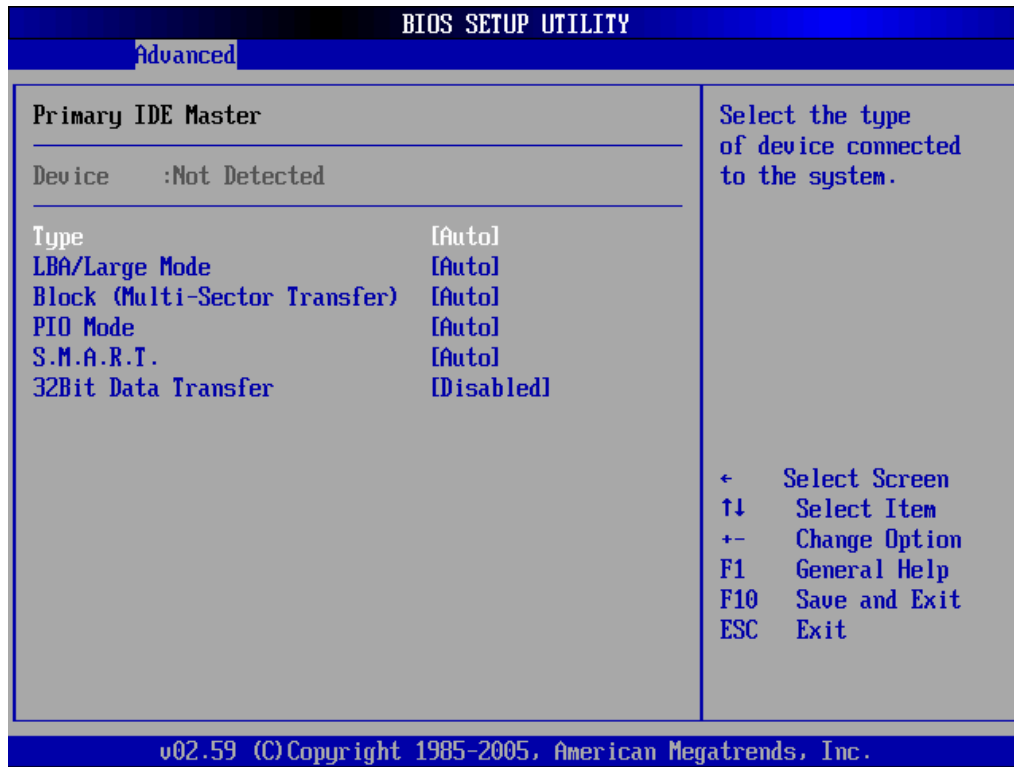 BIOS SETUP UTILITY
Advanced
Primary IDE Master
Device :Not Detected
Type [Auto]
LBA/Large Mode [Auto]
Block (Multi-Sector Transfer) [Auto]
PIO Mode [Auto]
S.M.A.R.T. [Auto]
32Bit Data Transfer [Disabled]
Select the type
of device connected
to the system.
← Select Screen
↑↓ Select Item
+- Change Option
F1 General Help
F10 Save and Exit
ESC Exit
v02.59 (C)Copyright 1985-2005, American Megatrends, Inc.